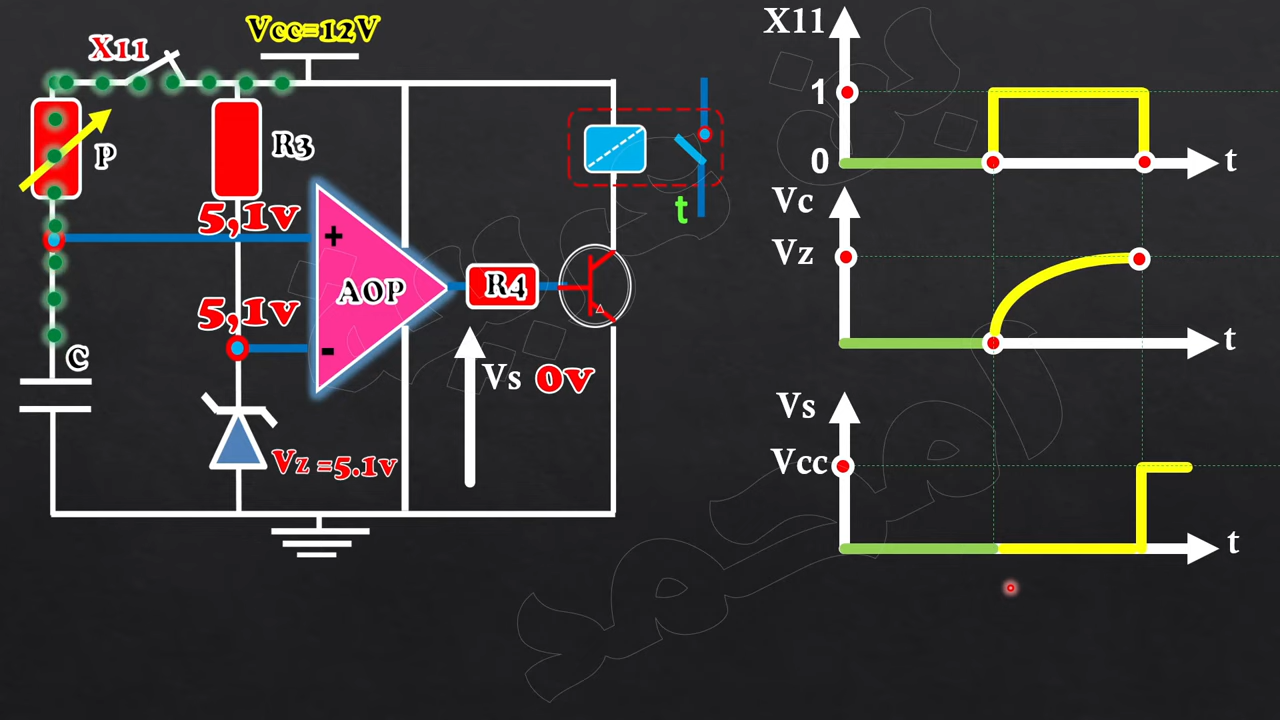 X11
Vcc=12V
P
R3
5,1v
+
AOP
R4
t
5,1v
-
C
Vs 0v
Vz =5.1v
X11
1
0
t
Vc
Vz
t
Vs
Vcc
t